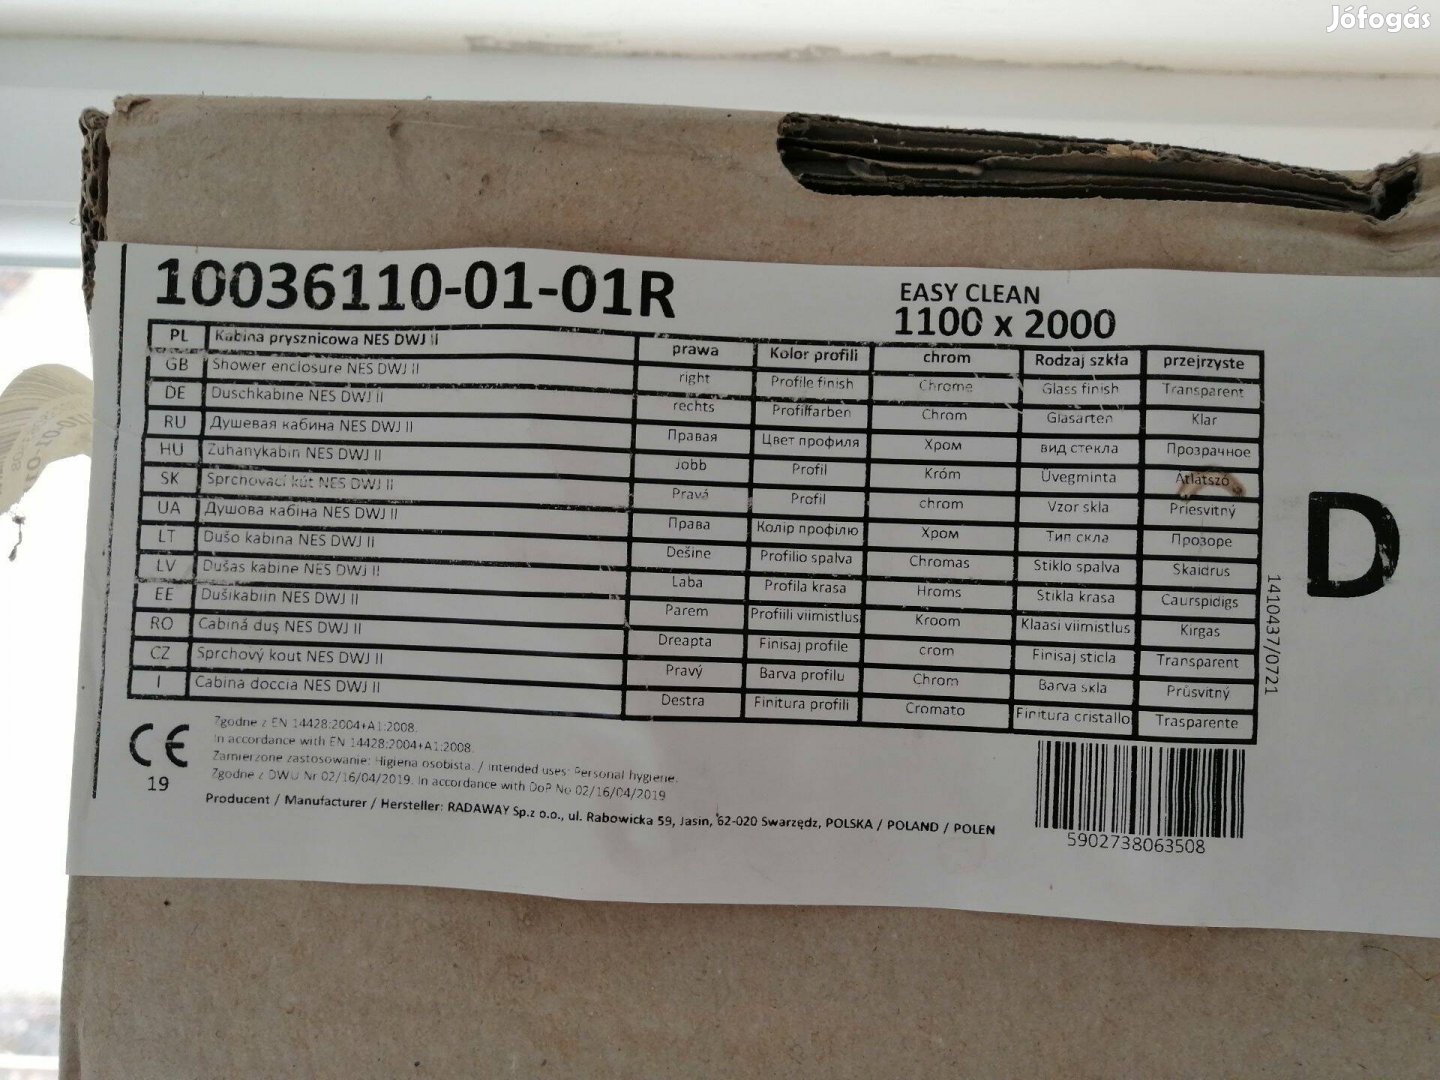 Jófogás
10036110-01-01R
EASY CLEAN
1100 x 2000
PL Kabina prysznicowa NES DWJ II prawa Kolor profili chrom Rodzaj szkła przejrzyste
GB Shower enclosure NES DWJ II right Profile finish Chrome Glass finish Transparent
DE Duschkabine NES DWJ II rechts Profilfarben Chrom Glasarten Klar
RU Душевая кабина NES DWJ II Правая Цвет профиля Хром вид стекла Прозрачное
HU Zuhanykabin NES DWJ II Jobb Profil Króm Üvegminta Átlatszó
SK Sprchovací kút NES DWJ II Pravá Profil chrom Vzor skla Priesvitný
UA Душова кабіна NES DWJ II Права Колір профілю Хром Тип скла Прозоре
LT Dušo kabina NES DWJ II Dešine Profilio spalva Chromas Stiklo spalva Skaidrus
LV Dušas kabine NES DWJ II Laba Profila krasa Hroms Stikla krasa Caurspidigs
EE Dušikabiin NES DWJ II Parem Profiili viimistlus Kroom Klaasi viimistlus Kirgas
RO Cabină duş NES DWJ II Dreapta Finisaj profile crom Finisaj sticla Transparent
CZ Sprchový kout NES DWJ II Pravý Barva profilu Chrom Barva skla Průsvitný
I Cabina doccia NES DWJ II Destra Finitura profili Cromato Finitura cristallo Trasparente
D
1410437/0721
CE
19
Zgodne z EN 14428:2004+A1:2008.
In accordance with EN 14428:2004+A1:2008.
Zamierzone zastosowanie: Higiena osobista. / Intended uses: Personal hygiene.
Zgodne z DWU Nr 02/16/04/2019. In accordance with DoP No 02/16/04/2019
Producent / Manufacturer / Hersteller: RADAWAY Sp.z o.o., ul. Rabowicka 59, Jasin, 62-020 Swarzędz, POLSKA / POLAND / POLEN
5902738063508